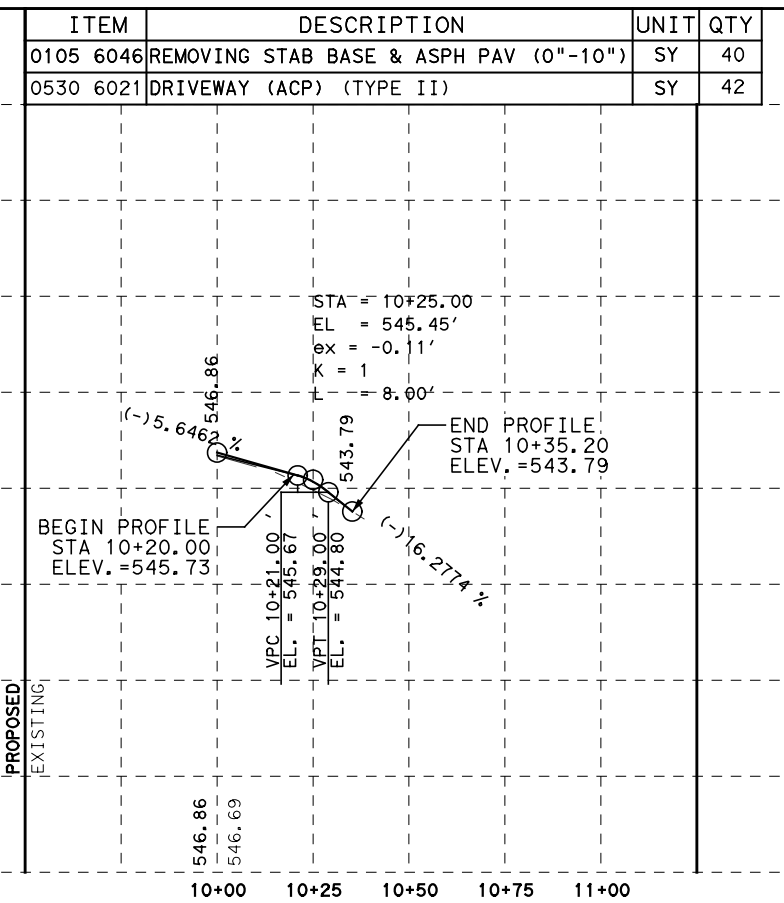 ITEM DESCRIPTION UNIT QTY
0105 6046 REMOVING STAB BASE & ASPH PAV (0"-10") SY 40
0530 6021 DRIVEWAY (ACP) (TYPE II) SY 42
STA = 10+25.00
EL = 545.45'
ex = -0.11'
K = 1
L = 8.00'
546.86
(-)5.6462 %
543.79
END PROFILE
STA 10+35.20
ELEV.=543.79
BEGIN PROFILE
STA 10+20.00
ELEV.=545.73
(-)16.2774 %
VPC 10+21.00 '
EL. = 545.67
VPT 10+29.00 '
EL. = 544.80
PROPOSED
EXISTING
546.86
546.69
10+00 10+25 10+50 10+75 11+00